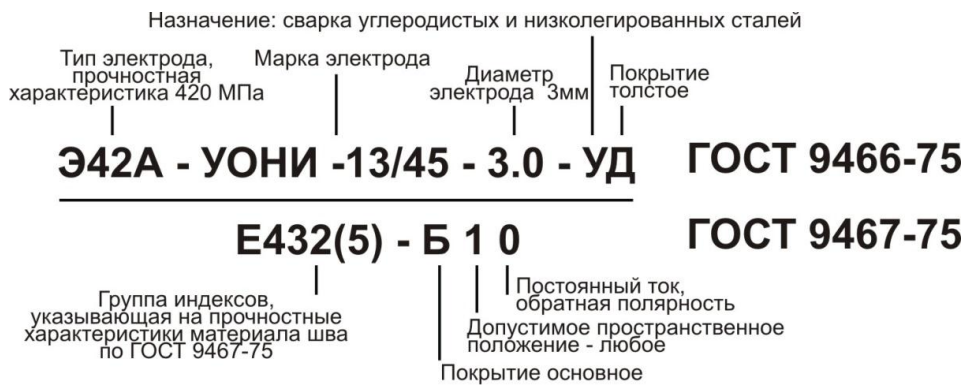 Назначение: сварка углеродистых и низколегированных сталей
Тип электрода,
прочностная
характеристика 420 МПа
Марка электрода
Диаметр
электрода 3мм
Покрытие
толстое
Э42А - УОНИ -13/45 - 3.0 - УД
ГОСТ 9466-75
Е432(5) - Б 1 0
ГОСТ 9467-75
Группа индексов,
указывающая на прочностные
характеристики материала шва
по ГОСТ 9467-75
Постоянный ток,
обратная полярность
Допустимое пространственное
положение - любое
Покрытие основное